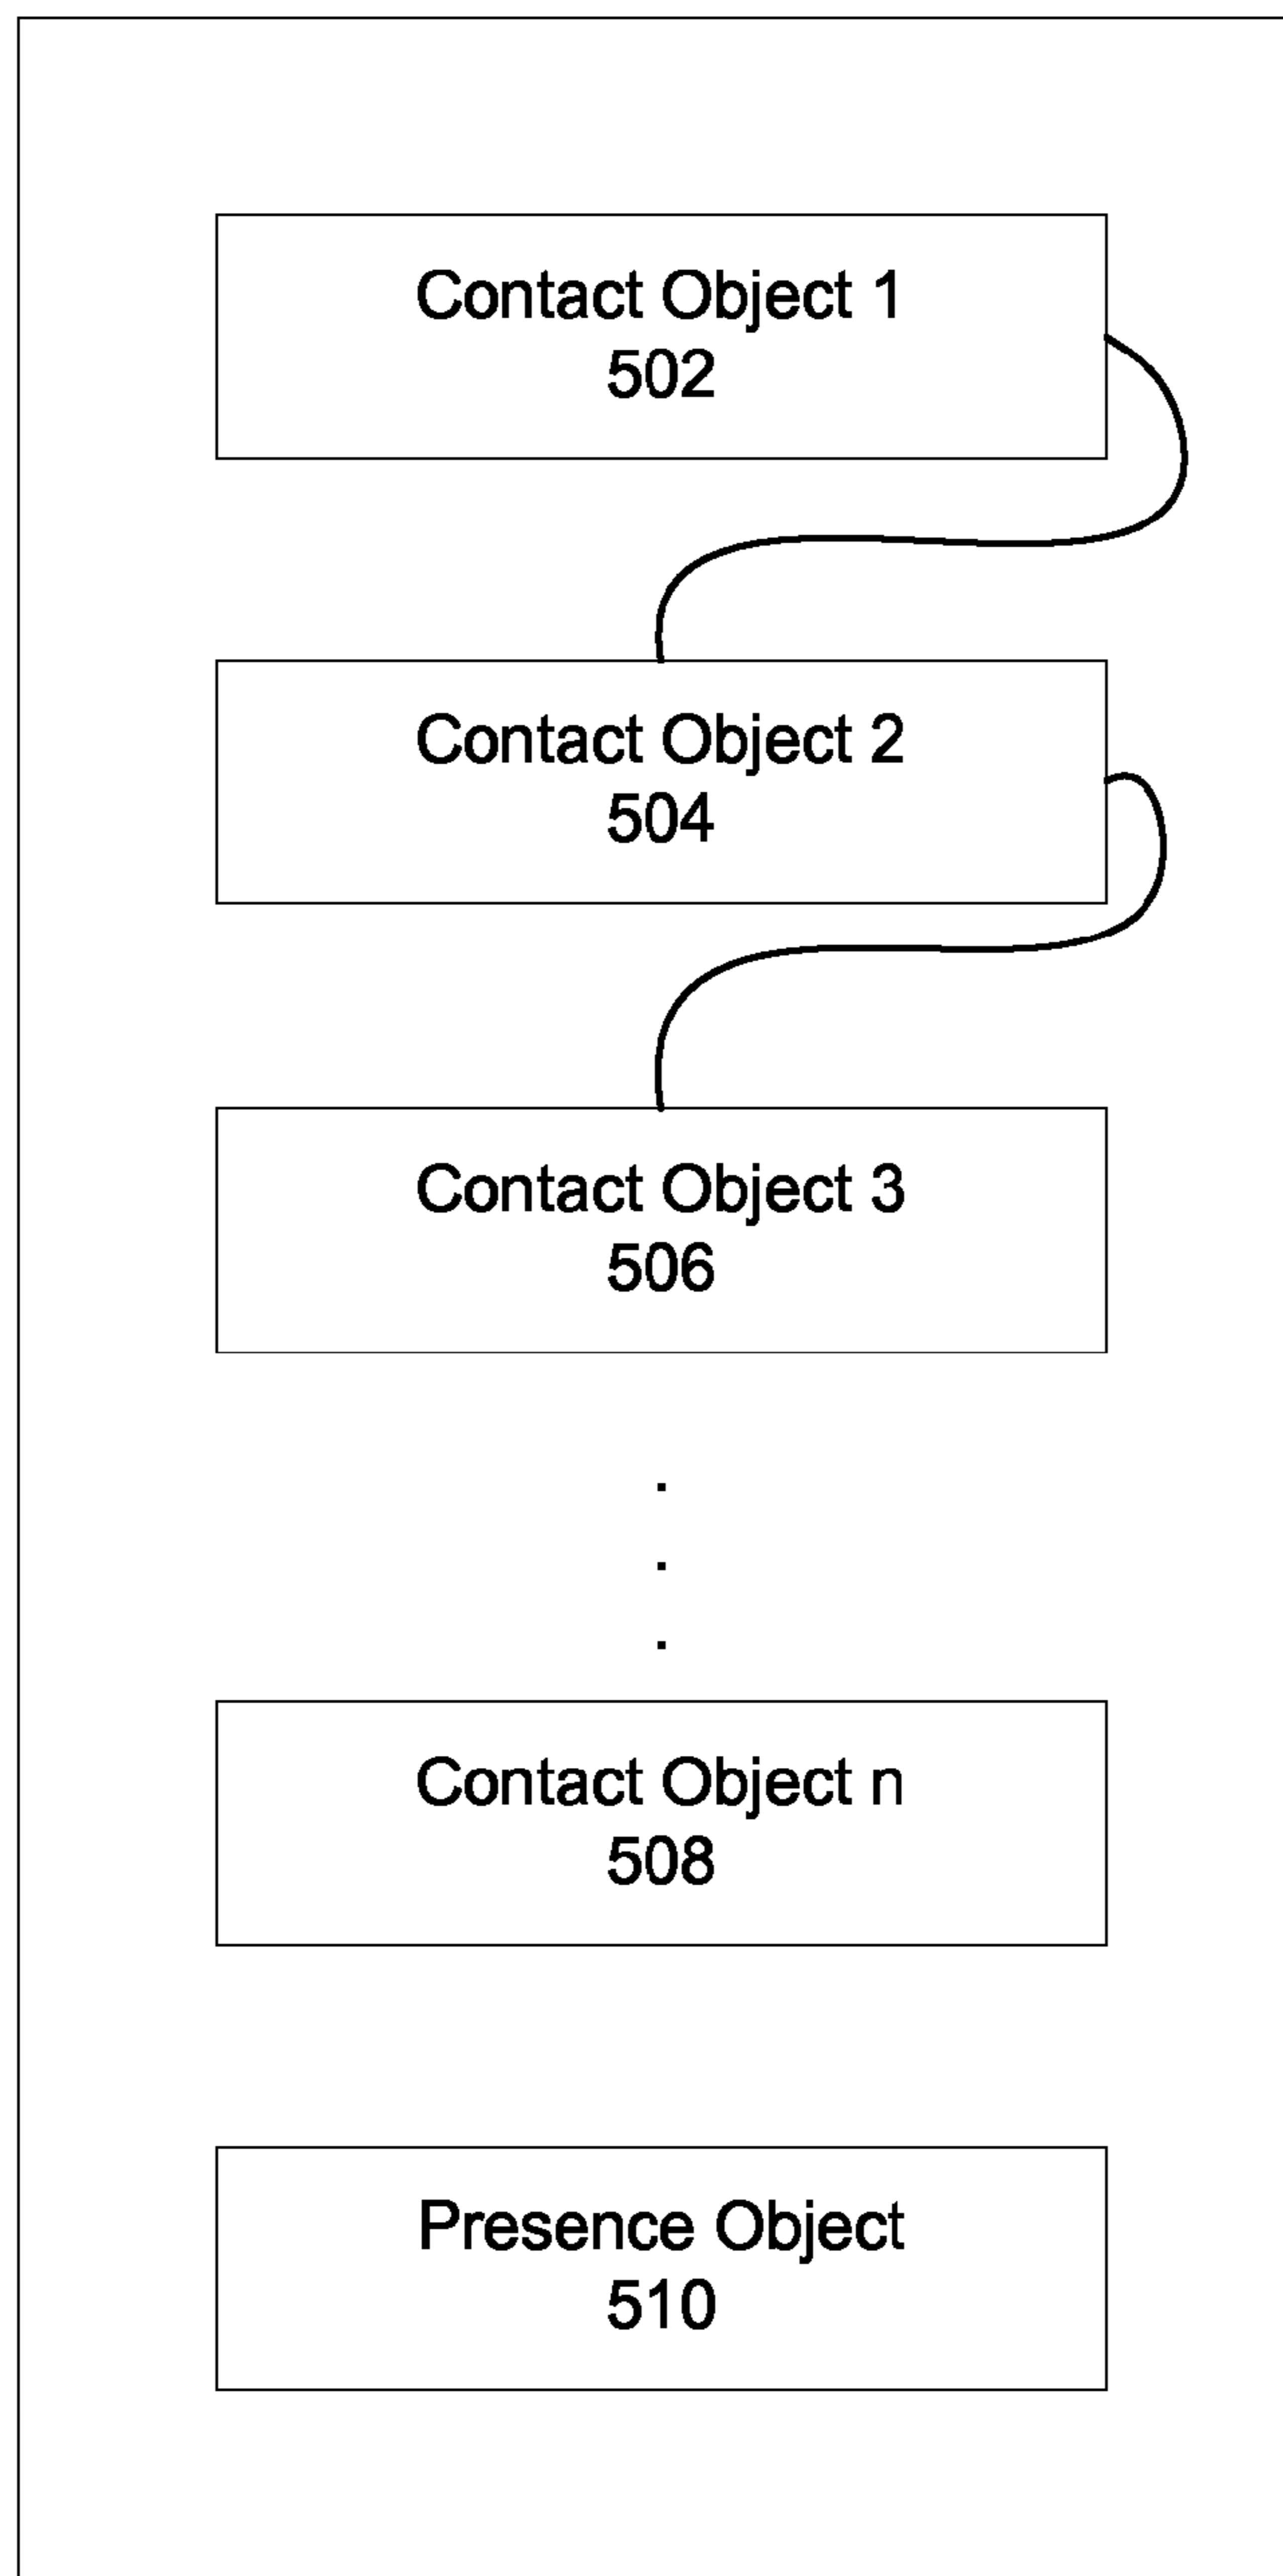 Contact Object 1
502
Contact Object 2
504
Contact Object 3
506
.
.
.
Contact Object n
508
Presence Object
510